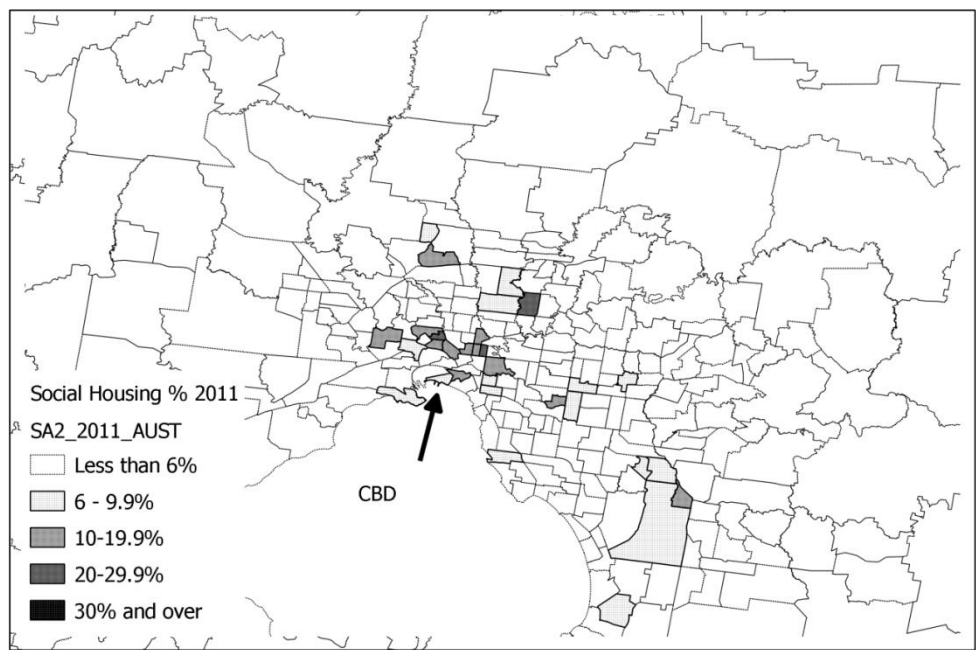 Social Housing % 2011
SA2_2011_AUST
Less than 6%
6 - 9.9%
10-19.9%
20-29.9%
30% and over
CBD